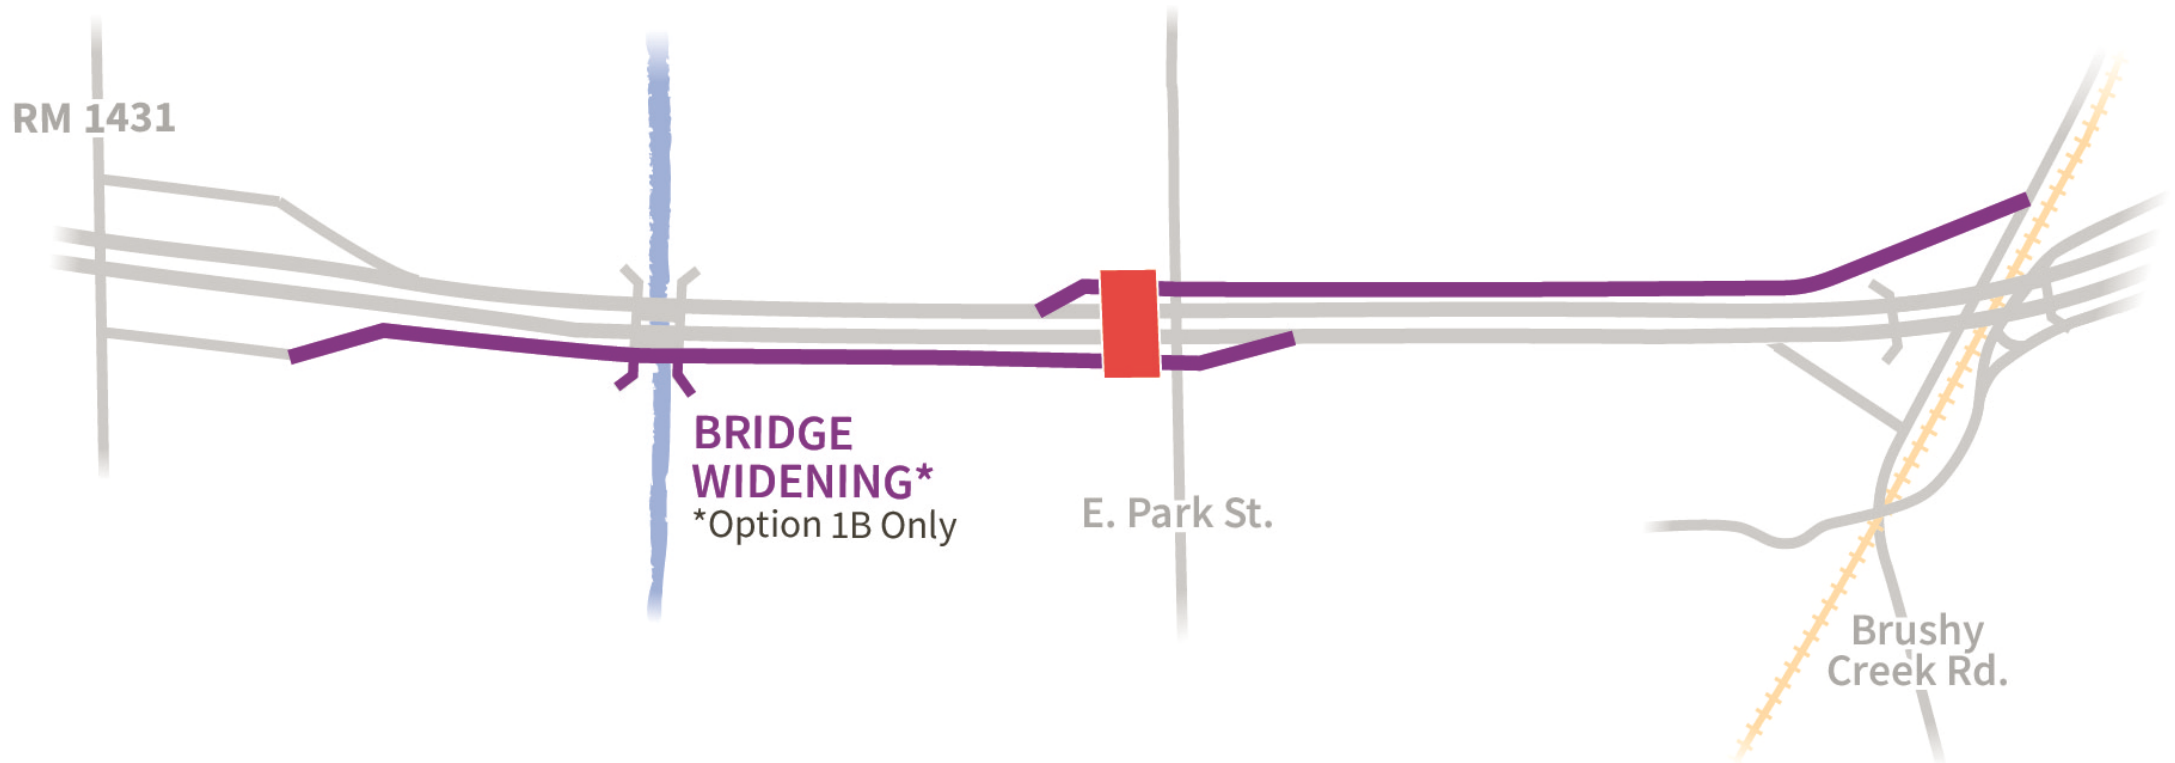 RM 1431
BRIDGE
WIDENING*
*Option 1B Only
E. Park St.
Brushy
Creek Rd.